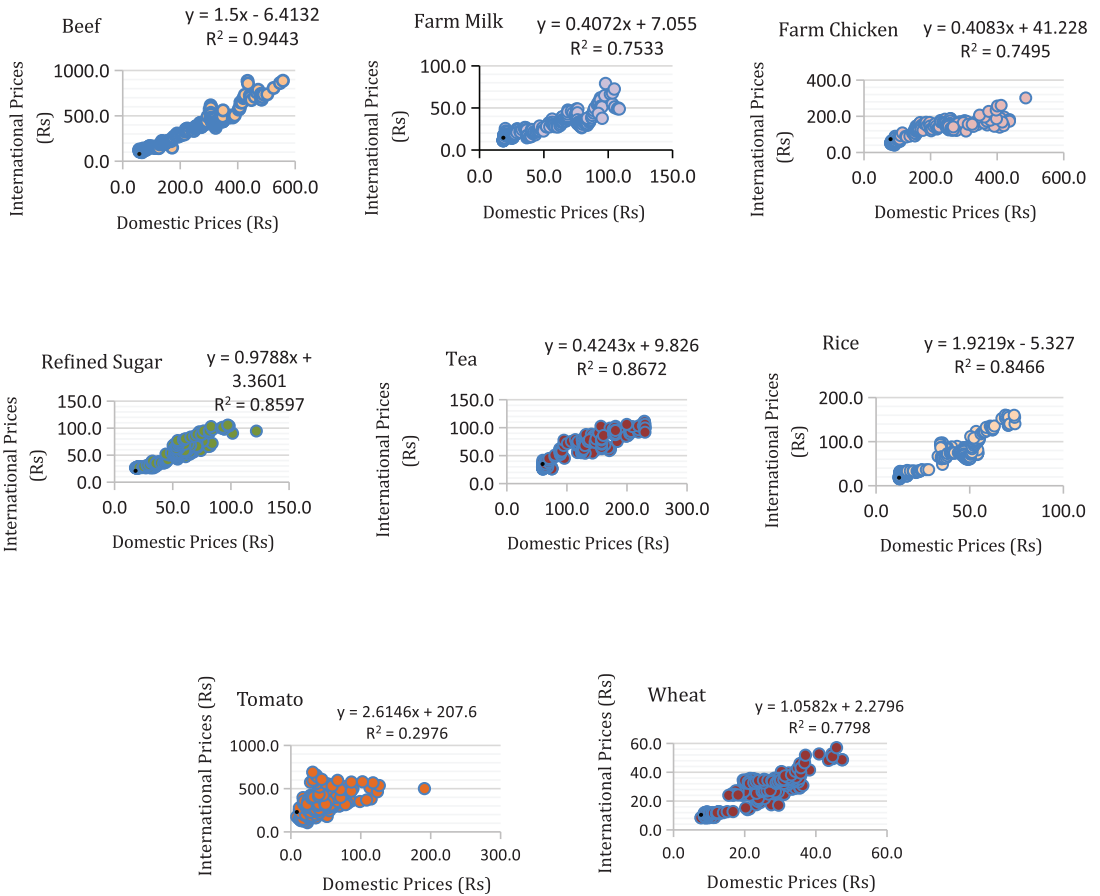 Beef
y = 1.5x - 6.4132
R² = 0.9443
1000.0
500.0
0.0
0.0 200.0 400.0 600.0
International Prices
(Rs)
Domestic Prices (Rs)
Farm Milk
y = 0.4072x + 7.055
R² = 0.7533
100.0
50.0
0.0
0.0 50.0 100.0 150.0
International Prices
(Rs)
Domestic Prices (Rs)
Farm Chicken
y = 0.4083x + 41.228
R² = 0.7495
400.0
200.0
0.0
0.0 200.0 400.0 600.0
International Prices
(Rs)
Domestic Prices (Rs)
Refined Sugar
y = 0.9788x +
3.3601
R² = 0.8597
150.0
100.0
50.0
0.0
0.0 50.0 100.0 150.0
International Prices
(Rs)
Domestic Prices (Rs)
Tea
y = 0.4243x + 9.826
R² = 0.8672
150.0
100.0
50.0
0.0
0.0 100.0 200.0 300.0
International Prices
(Rs)
Domestic Prices (Rs)
Rice
y = 1.9219x - 5.327
R² = 0.8466
200.0
100.0
0.0
0.0 50.0 100.0
International Prices
(Rs)
Domestic Prices (Rs)
Tomato
y = 2.6146x + 207.6
R² = 0.2976
1000.0
500.0
0.0
0.0 100.0 200.0 300.0
International Prices (Rs)
Domestic Prices (Rs)
Wheat
y = 1.0582x + 2.2796
R² = 0.7798
60.0
40.0
20.0
0.0
0.0 20.0 40.0 60.0
International Prices (Rs)
Domestic Prices (Rs)